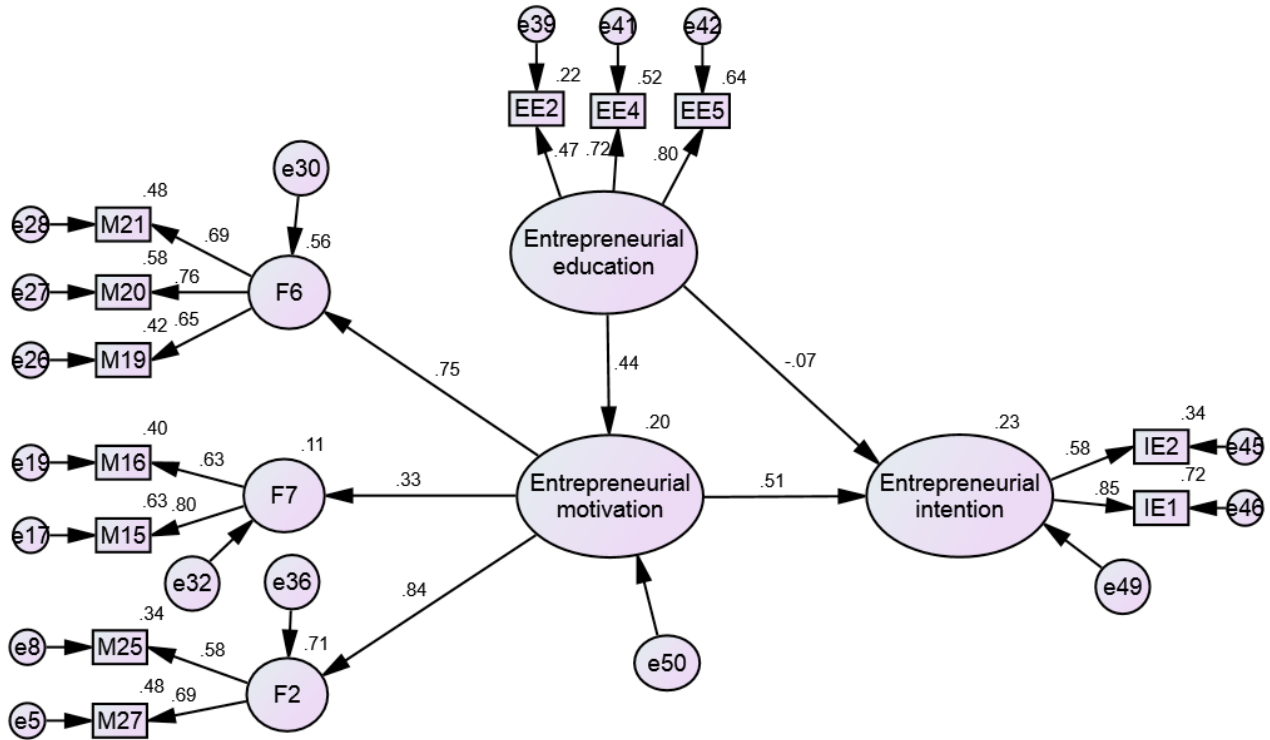 e39 e41 e42
.22 .52 .64
EE2 EE4 EE5
.47 .72 .80
e30
.48
e28 M21
.69
.56
.58
e27 M20 .76
F6
.42 .65
e26 M19
Entrepreneurial
education
.75
.44
-.07
.40
e19 M16
.63
.11
F7
.63 .80
e17 M15
e32
.33
.20
Entrepreneurial
motivation
.51
.23
Entrepreneurial
intention
.34
.58 IE2 e45
.72
.85 IE1 e46
e49
e36
.84
.34
e8 M25
.58
.71
F2
.48 .69
e5 M27
e50